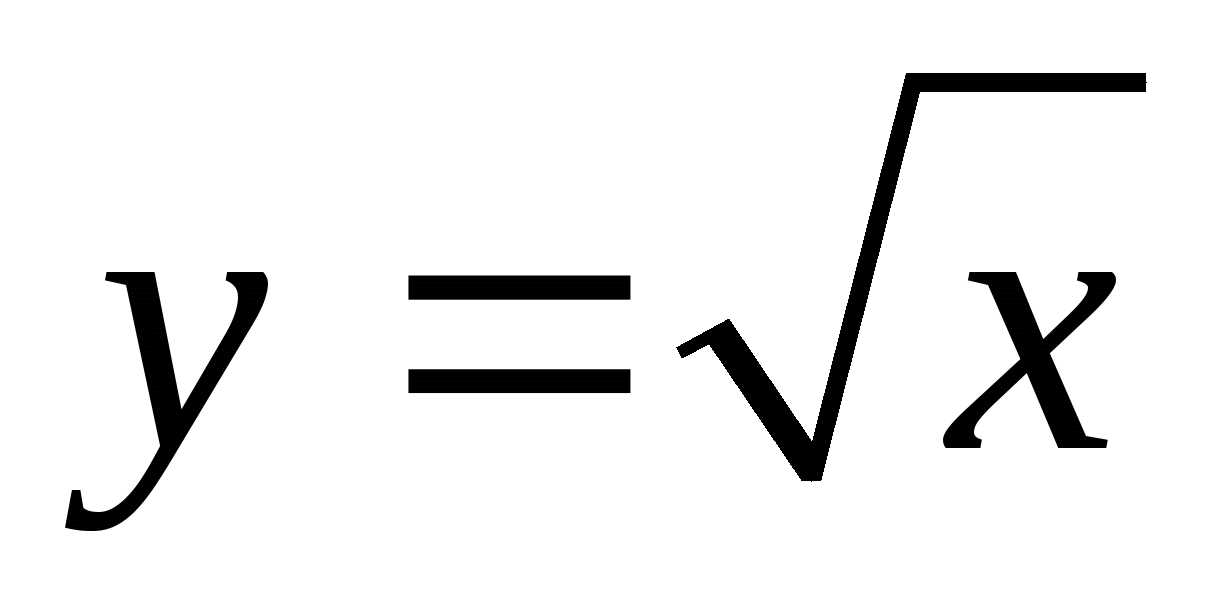 y = √x